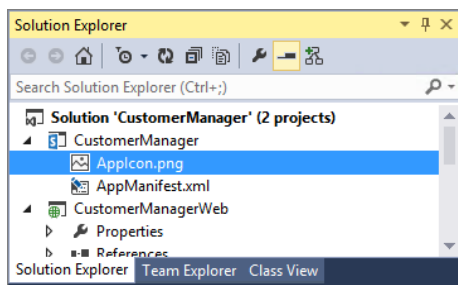 Solution Explorer
Search Solution Explorer (Ctrl+;)
Solution 'CustomerManager' (2 projects)
CustomerManager
AppIcon.png
AppManifest.xml
CustomerManagerWeb
Properties
References
Solution Explorer Team Explorer Class View